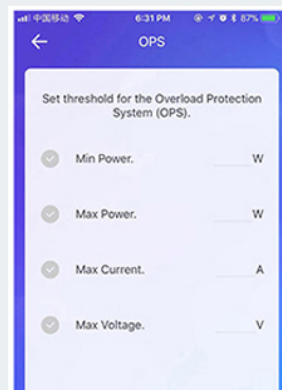 中国移动 6:31 PM 87%
OPS
Set threshold for the Overload Protection
System (OPS).
Min Power. W
Max Power. W
Max Current. A
Max Voltage. V